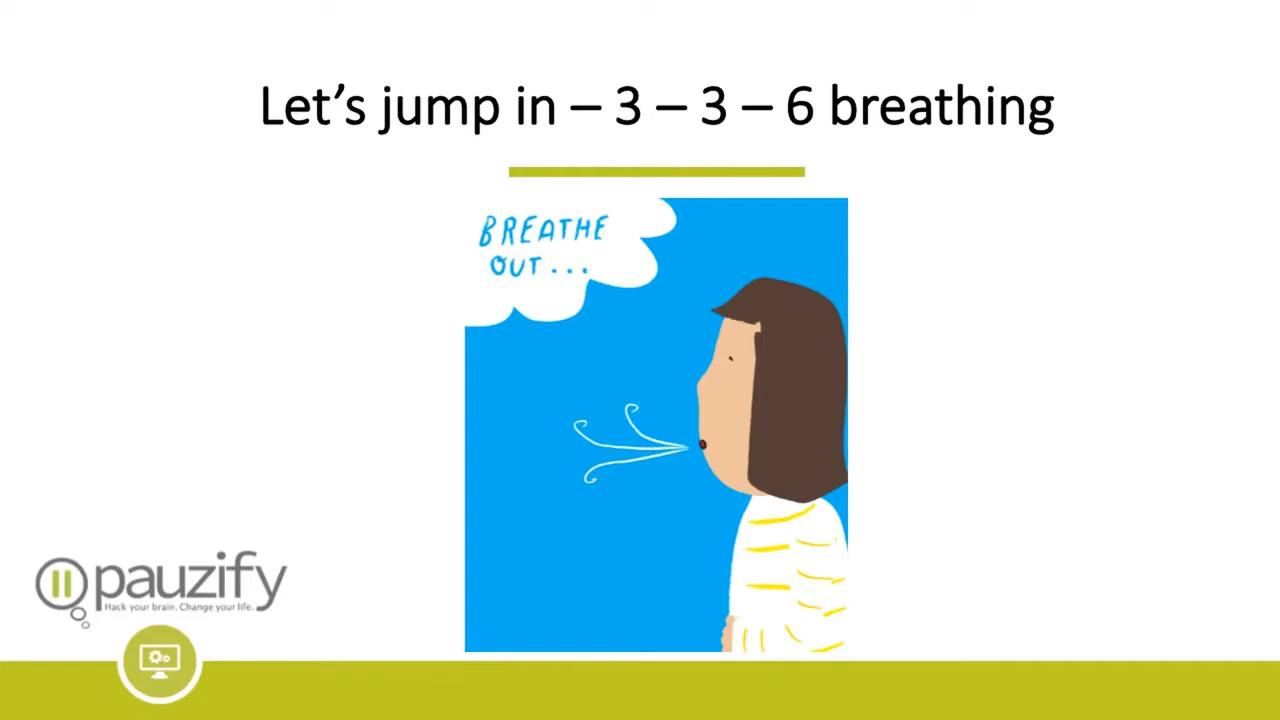 Let’s jump in – 3 – 3 – 6 breathing
BREATHE
OUT...
pauzify
Hack your brain. Change your life.